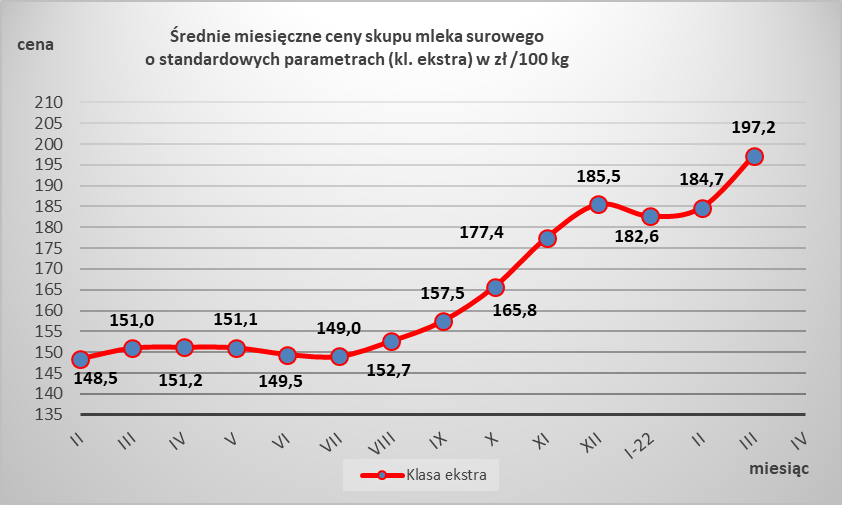 Średnie miesięczne ceny skupu mleka surowego
o standardowych parametrach (kl. ekstra) w zł /100 kg
cena
210
205
200
195
190
185
180
175
170
165
160
155
150
145
140
135
148,5
151,0
151,2
151,1
149,5
149,0
152,7
157,5
165,8
177,4
185,5
182,6
184,7
197,2
II
III
IV
V
VI
VII
VIII
IX
X
XI
XII
I-22
II
III
IV
miesiąc
Klasa ekstra